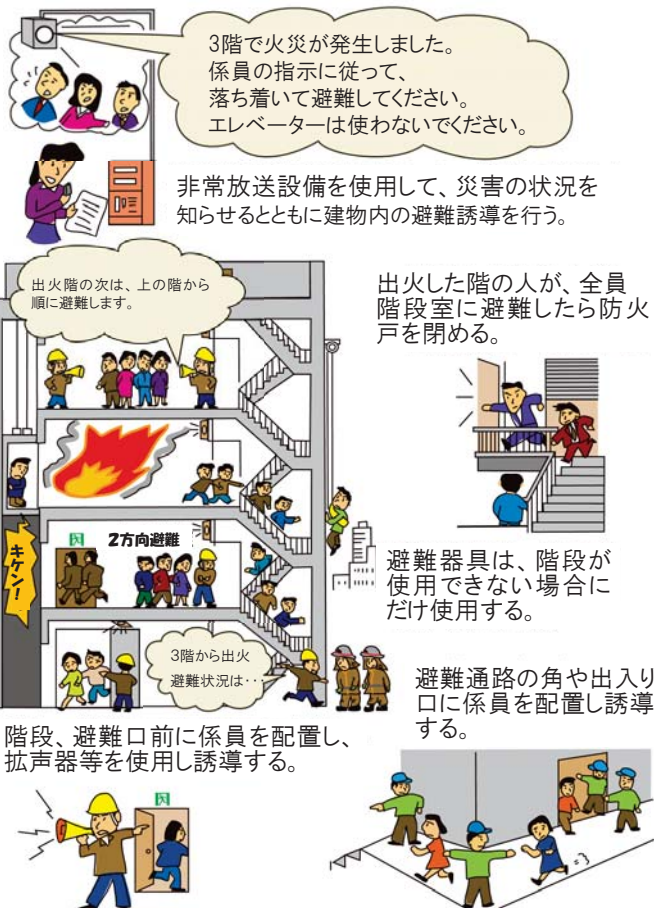 3階で火災が発生しました。
係員の指示に従って、
落ち着いて避難してください。
エレベーターは使わないでください。
非常放送設備を使用して、災害の状況を
知らせるとともに建物内の避難誘導を行う。
出火階の次は、上の階から
順に避難します。
出火した階の人が、全員
階段室に避難したら防火
戸を閉める。
2方向避難
キケン！
避難器具は、階段が
使用できない場合に
だけ使用する。
3階から出火
避難状況は‥
避難通路の角や出入り
口に係員を配置し誘導
する。
階段、避難口前に係員を配置し、
拡声器等を使用し誘導する。